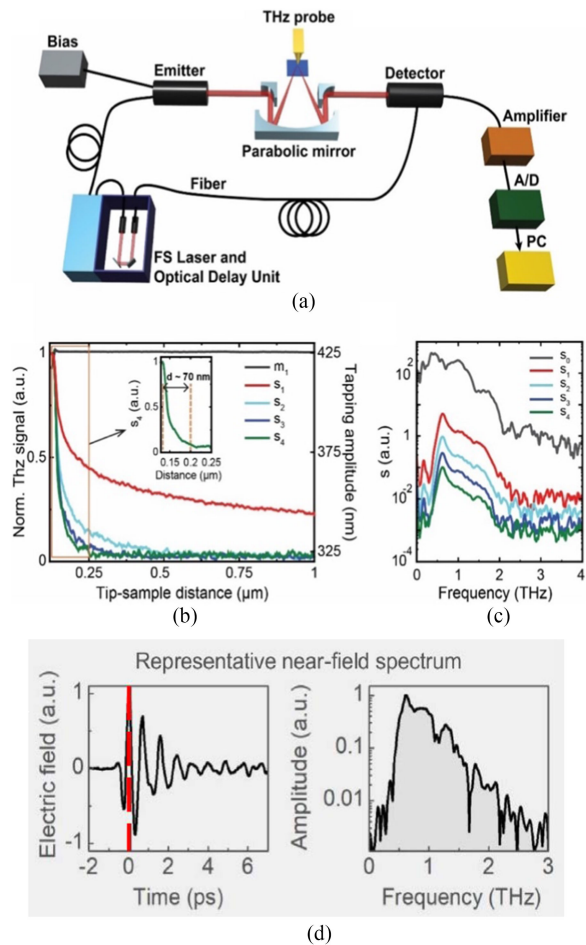 THz probe
Bias
Emitter
Detector
Amplifier
Parabolic mirror
Fiber
A/D
PC
FS Laser and
Optical Delay Unit
(a)
Norm. Thz signal (a.u.)
1
0.5
0
0.25
0.5
0.75
1
Tip-sample distance (μm)
425
375
325
Tapping amplitude (nm)
m1
s1
s2
s3
s4
s4 (a.u.)
1
0.5
0
d ~ 70 nm
0.15
0.2
0.25
Distance (μm)
(b)
s (a.u.)
10²
1
10⁻²
10⁻⁴
0
1
2
3
4
Frequency (THz)
s0
s1
s2
s3
s4
(c)
Representative near-field spectrum
Electric field (a.u.)
1
0
-1
-2
0
2
4
6
Time (ps)
Amplitude (a.u.)
1
0.1
0.01
0
1
2
3
Frequency (THz)
(d)